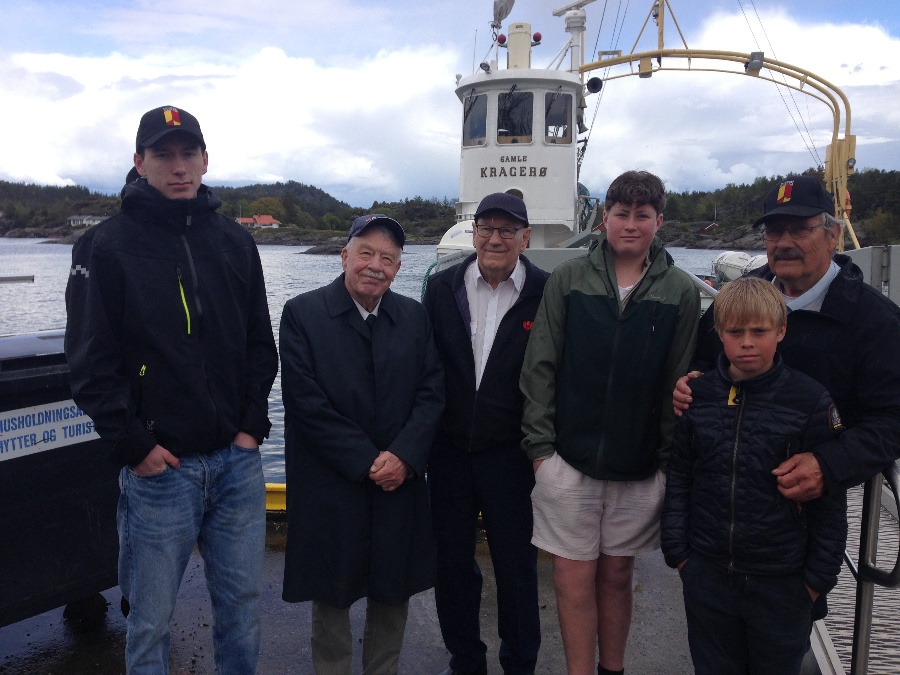 GAMLE
KRAGERØ
HUSHOLDNINGSA
HYTTER OG TURIS